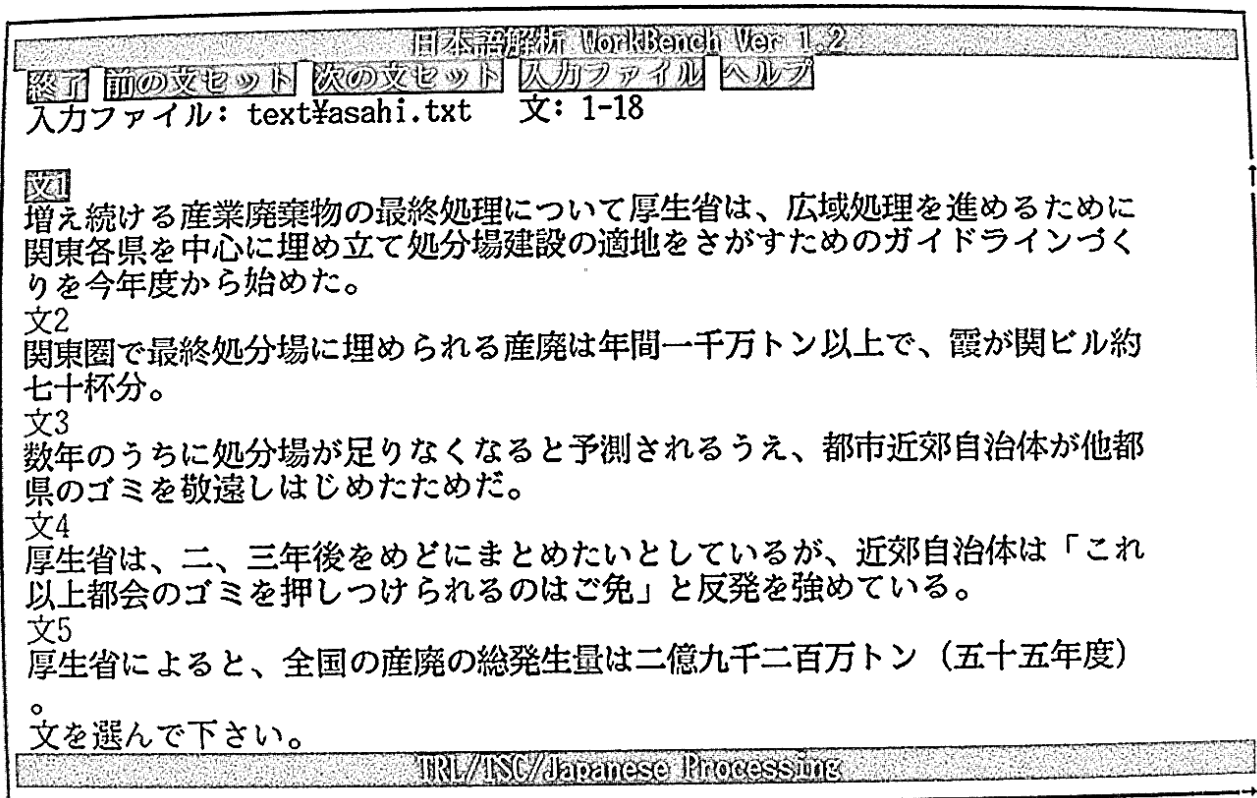 日本語解析 WorkBench Ver 1.2
終了 前の文セット 次の文セット 入力ファイル ヘルプ
入力ファイル: text¥asahi.txt 文: 1-18
文1
増え続ける産業廃棄物の最終処理について厚生省は、広域処理を進めるために
関東各県を中心に埋め立て処分場建設の適地をさがすためのガイドラインづく
りを今年度から始めた。
文2
関東圏で最終処分場に埋められる産廃は年間一千万トン以上で、霞が関ビル約
七十杯分。
文3
数年のうちに処分場が足りなくなると予測されるうえ、都市近郊自治体が他都
県のゴミを敬遠しはじめたためだ。
文4
厚生省は、二、三年後をめどにまとめたいとしているが、近郊自治体は「これ
以上都会のゴミを押しつけられるのはご免」と反発を強めている。
文5
厚生省によると、全国の産廃の総発生量は二億九千二百万トン（五十五年度）
。
文を選んで下さい。
TRL/TSC/Japanese Processing